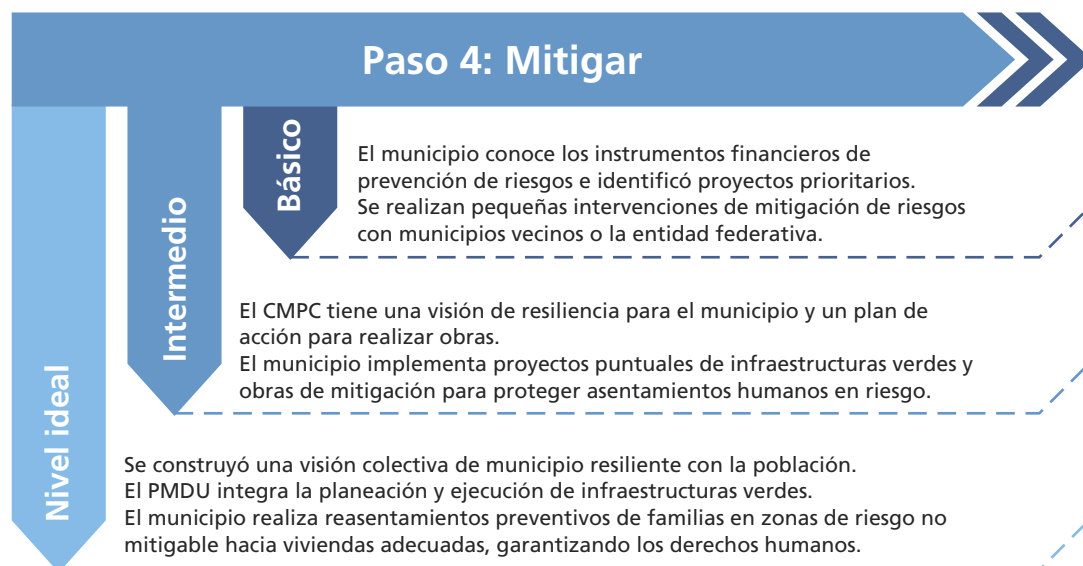 Paso 4: Mitigar
Básico
El municipio conoce los instrumentos financieros de
prevención de riesgos e identificó proyectos prioritarios.
Se realizan pequeñas intervenciones de mitigación de riesgos
con municipios vecinos o la entidad federativa.
Intermedio
El CMPC tiene una visión de resiliencia para el municipio y un plan de
acción para realizar obras.
El municipio implementa proyectos puntuales de infraestructuras verdes y
obras de mitigación para proteger asentamientos humanos en riesgo.
Nivel ideal
Se construyó una visión colectiva de municipio resiliente con la población.
El PMDU integra la planeación y ejecución de infraestructuras verdes.
El municipio realiza reasentamientos preventivos de familias en zonas de riesgo no
mitigable hacia viviendas adecuadas, garantizando los derechos humanos.